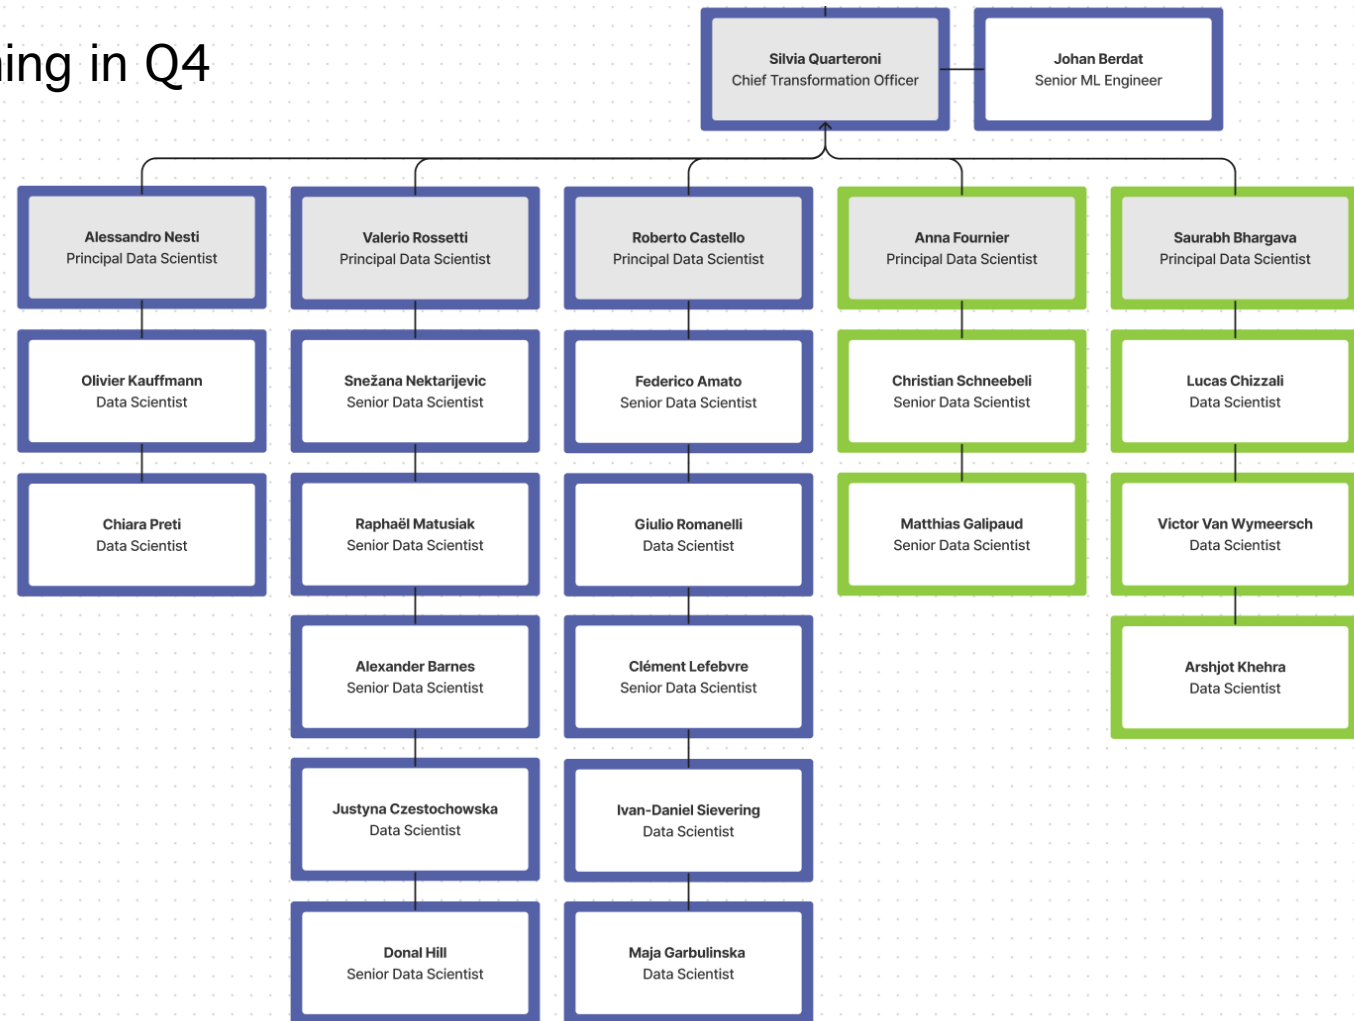 ing in Q4
Silvia Quarteroni
Chief Transformation Officer
Johan Berdat
Senior ML Engineer
Alessandro Nesti
Principal Data Scientist
Valerio Rossetti
Principal Data Scientist
Roberto Castello
Principal Data Scientist
Anna Fournier
Principal Data Scientist
Saurabh Bhargava
Principal Data Scientist
Olivier Kauffmann
Data Scientist
Snežana Nektarijevic
Senior Data Scientist
Federico Amato
Senior Data Scientist
Christian Schneebeli
Senior Data Scientist
Lucas Chizzali
Data Scientist
Chiara Preti
Data Scientist
Raphaël Matusiak
Senior Data Scientist
Giulio Romanelli
Data Scientist
Matthias Galipaud
Senior Data Scientist
Victor Van Wymeersch
Data Scientist
Alexander Barnes
Senior Data Scientist
Clément Lefebvre
Senior Data Scientist
Arshjot Khehra
Data Scientist
Justyna Czestochowska
Data Scientist
Ivan-Daniel Sievering
Data Scientist
Donal Hill
Senior Data Scientist
Maja Garbulinska
Data Scientist